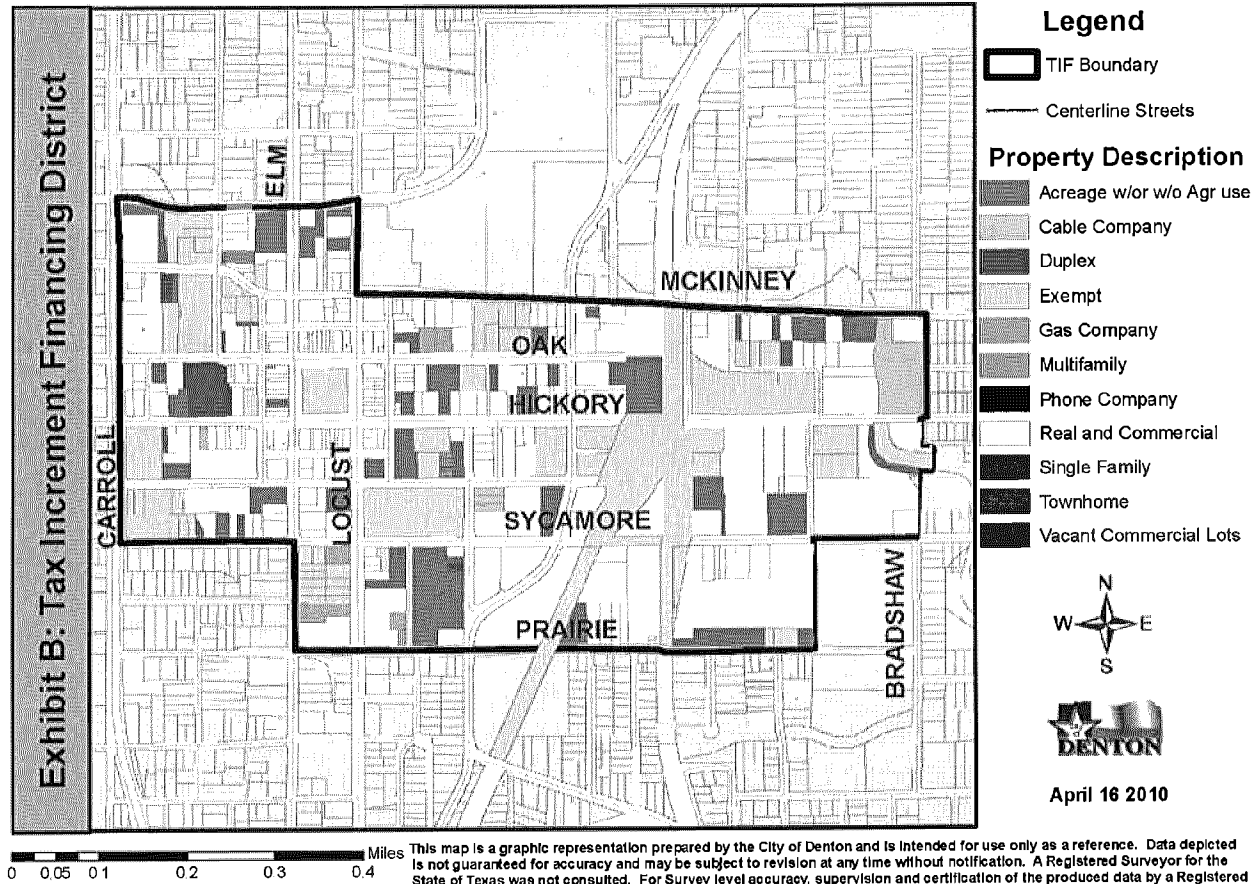 Exhibit B: Tax Increment Financing District
ELM
MCKINNEY
OAK
HICKORY
CARROLL
LOCUST
SYCAMORE
PRAIRIE
BRADSHAW
Legend
TIF Boundary
Centerline Streets
Property Description
Acreage w/or w/o Agr use
Cable Company
Duplex
Exempt
Gas Company
Multifamily
Phone Company
Real and Commercial
Single Family
Townhome
Vacant Commercial Lots
N
W E
S
DENTON
April 16 2010
Miles
0 0.05 0.1 0.2 0.3 0.4
This map is a graphic representation prepared by the City of Denton and is intended for use only as a reference. Data depicted
is not guaranteed for accuracy and may be subject to revision at any time without notification. A Registered Surveyor for the
State of Texas was not consulted. For Survey level accuracy, supervision and certification of the produced data by a Registered